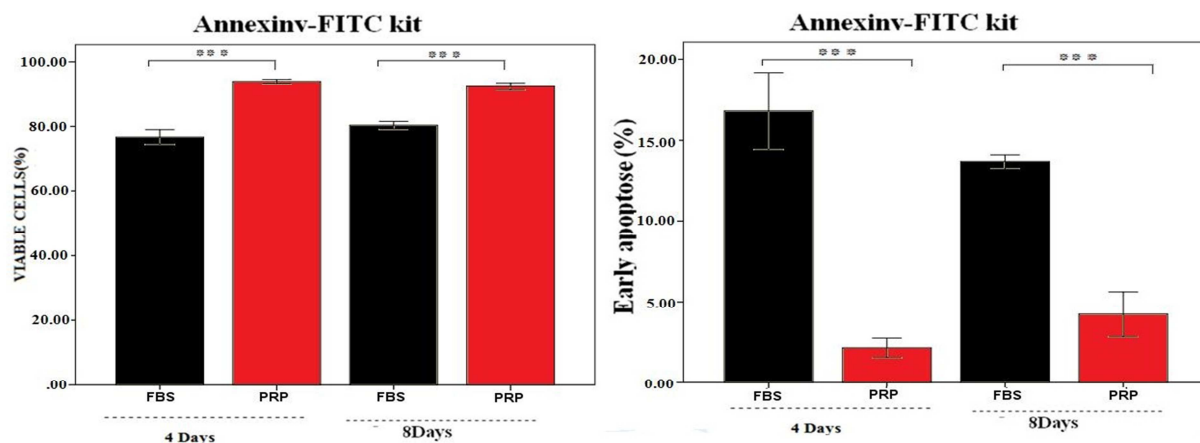 Annexinv-FITC kit
VIABLE CELLS(%)
100.00
80.00
60.00
40.00
20.00
.00
***
***
FBS
PRP
FBS
PRP
4 Days
8Days
Annexinv-FITC kit
Early apoptose (%)
20.00
15.00
10.00
5.00
0.00
***
***
FBS
PRP
FBS
PRP
4 Days
8Days